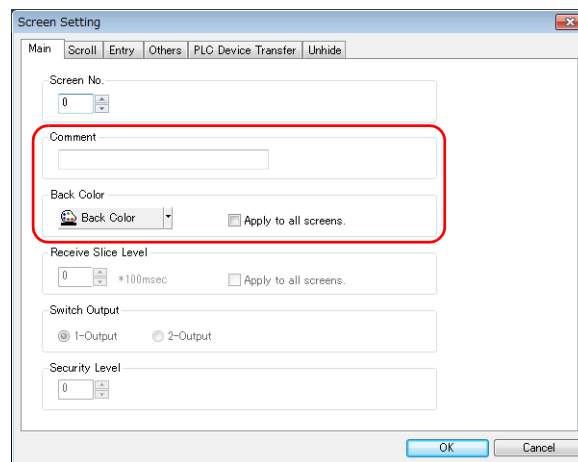 Screen Setting
Main Scroll Entry Others PLC Device Transfer Unhide
Screen No.
0
Comment
Back Color
Back Color Apply to all screens.
Receive Slice Level
0 *100msec Apply to all screens.
Switch Output
1-Output 2-Output
Security Level
0
OK Cancel